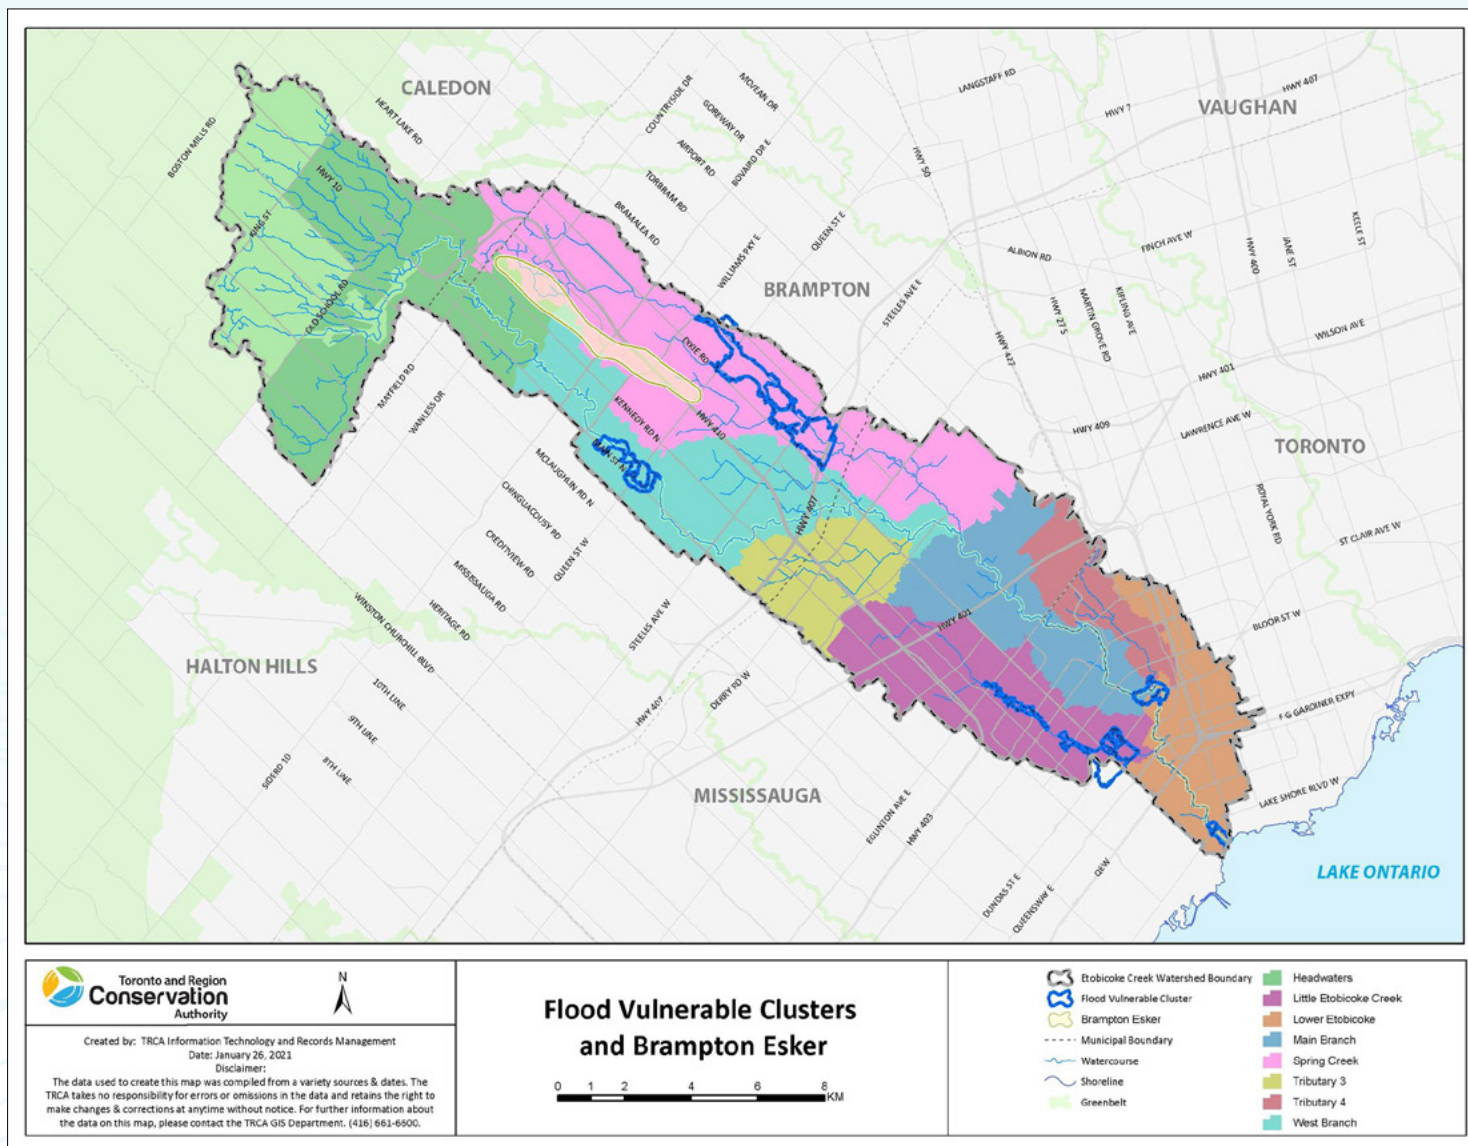 CALEDON
VAUGHAN
BRAMPTON
TORONTO
HALTON HILLS
MISSISSAUGA
LAKE ONTARIO
BOSTON MILLS RD
HEART LAKE RD
HWY 10
KING ST
OLD SCHOOL RD
MAYFIELD RD
WANLESS DR
COUNTRYSIDE DR
MCVEAN DR
GOREWAY DR
AIRPORT RD
BOVAIRD DR E
TORBRAM RD
BRAMALEA RD
WILLIAMS PKY E
QUEEN ST E
STEELES AVE E
LANGSTAFF RD
HWY 7
HWY 407
HWY 50
ALBION RD
FINCH AVE W
HWY 400
JANE ST
KEELE ST
HWY 27 S
MARTIN GROVE RD
KIPLING AVE
WILSON AVE
HWY 427
HWY 401
HWY 409
LAWRENCE AVE W
ROYAL YORK RD
ST CLAIR AVE W
BLOOR ST W
F G GARDINER EXPY
LAKE SHORE BLVD W
DIXIE RD
KENNEDY RD N
HWY 410
MAIN ST N
MCLAUGHLIN RD N
CHINGUACOUSY RD
CREDITVIEW RD
MISSISSAUGA RD
QUEEN ST W
HERITAGE RD
WINSTON CHURCHILL BLVD
STEELES AVE W
HWY 407
HWY 407
HWY 401
DERRY RD W
10TH LINE
9TH LINE
8TH LINE
SIDERD 10
EGLINTON AVE E
HWY 403
DUNDAS ST E
QUEENSWAY E
QEW
Toronto and Region
Conservation
Authority
N
Created by: TRCA Information Technology and Records Management
Date: January 26, 2021
Disclaimer:
The data used to create this map was compiled from a variety sources & dates. The
TRCA takes no responsibility for errors or omissions in the data and retains the right to
make changes & corrections at anytime without notice. For further information about
the data on this map, please contact the TRCA GIS Department. (416) 661-6600.
Flood Vulnerable Clusters
and Brampton Esker
0 1 2 4 6 8
KM
Etobicoke Creek Watershed Boundary
Flood Vulnerable Cluster
Brampton Esker
Municipal Boundary
Watercourse
Shoreline
Greenbelt
Headwaters
Little Etobicoke Creek
Lower Etobicoke
Main Branch
Spring Creek
Tributary 3
Tributary 4
West Branch